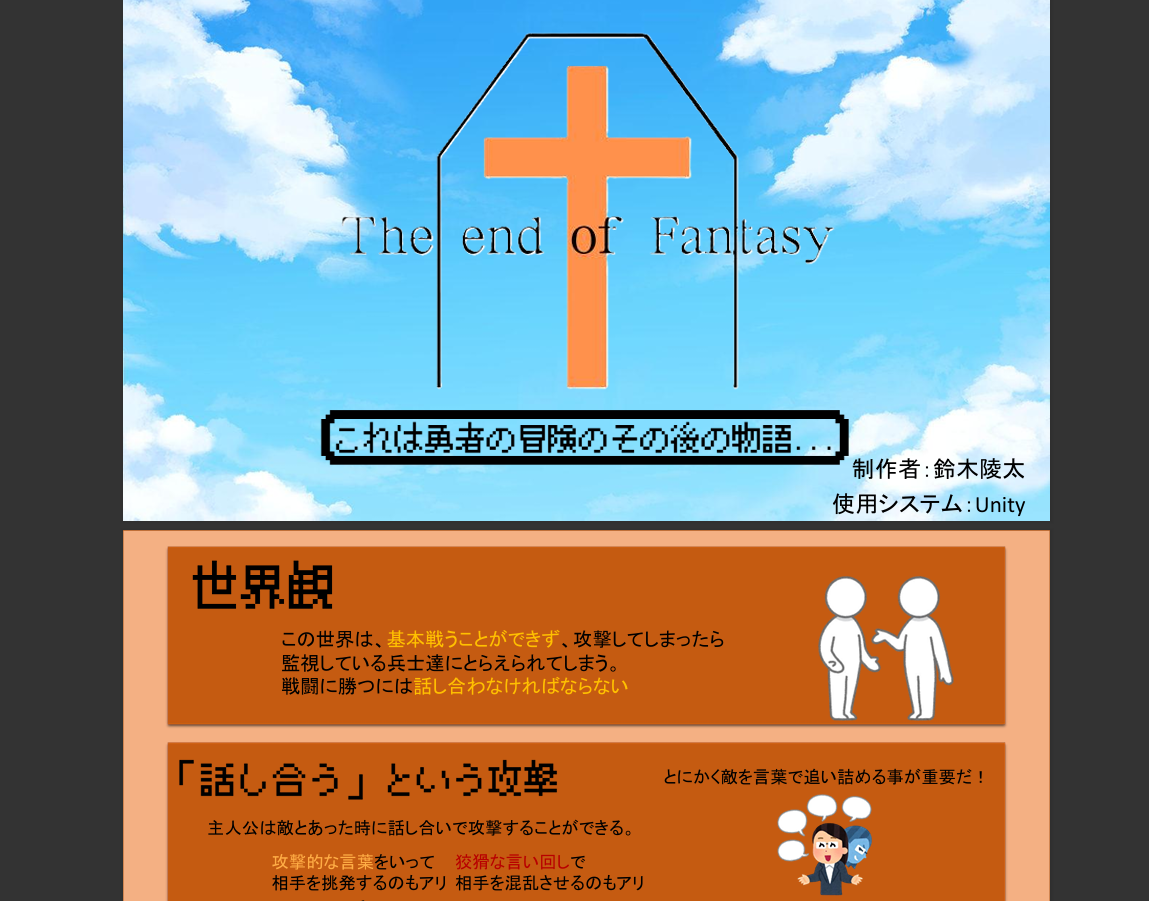 The end of Fantasy
これは勇者の冒険のその後の物語...
制作者：鈴木陵太
使用システム：Unity
世界観
この世界は、基本戦うことができず、攻撃してしまったら
監視している兵士達にとらえられてしまう。
戦闘に勝つには話し合わなければならない
「話し合う」という攻撃
とにかく敵を言葉で追い詰める事が重要だ！
主人公は敵とあった時に話し合いで攻撃することができる。
攻撃的な言葉をいって 狡猾な言い回しで
相手を挑発するのもアリ 相手を混乱させるのもアリ